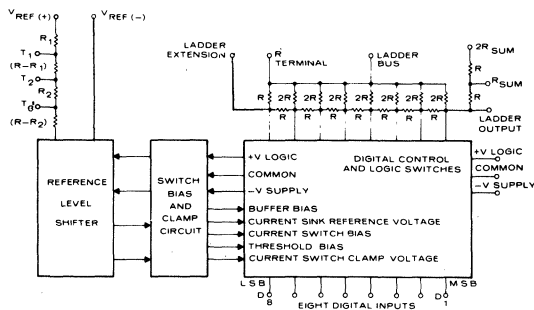 V REF (+)
V REF (-)
R1
T1
(R-R1)
T2
R2
T0
(R-R2)
LADDER EXTENSION
R TERMINAL
LADDER BUS
2R SUM
R
R SUM
R
R 2R 2R 2R 2R 2R 2R 2R
R R R R R R R
LADDER OUTPUT
REFERENCE LEVEL SHIFTER
SWITCH BIAS AND CLAMP CIRCUIT
+V LOGIC
COMMON
-V SUPPLY
BUFFER BIAS
CURRENT SINK REFERENCE VOLTAGE
CURRENT SWITCH BIAS
THRESHOLD BIAS
CURRENT SWITCH CLAMP VOLTAGE
DIGITAL CONTROL AND LOGIC SWITCHES
+V LOGIC
COMMON
-V SUPPLY
LSB
MSB
D8
D1
EIGHT DIGITAL INPUTS